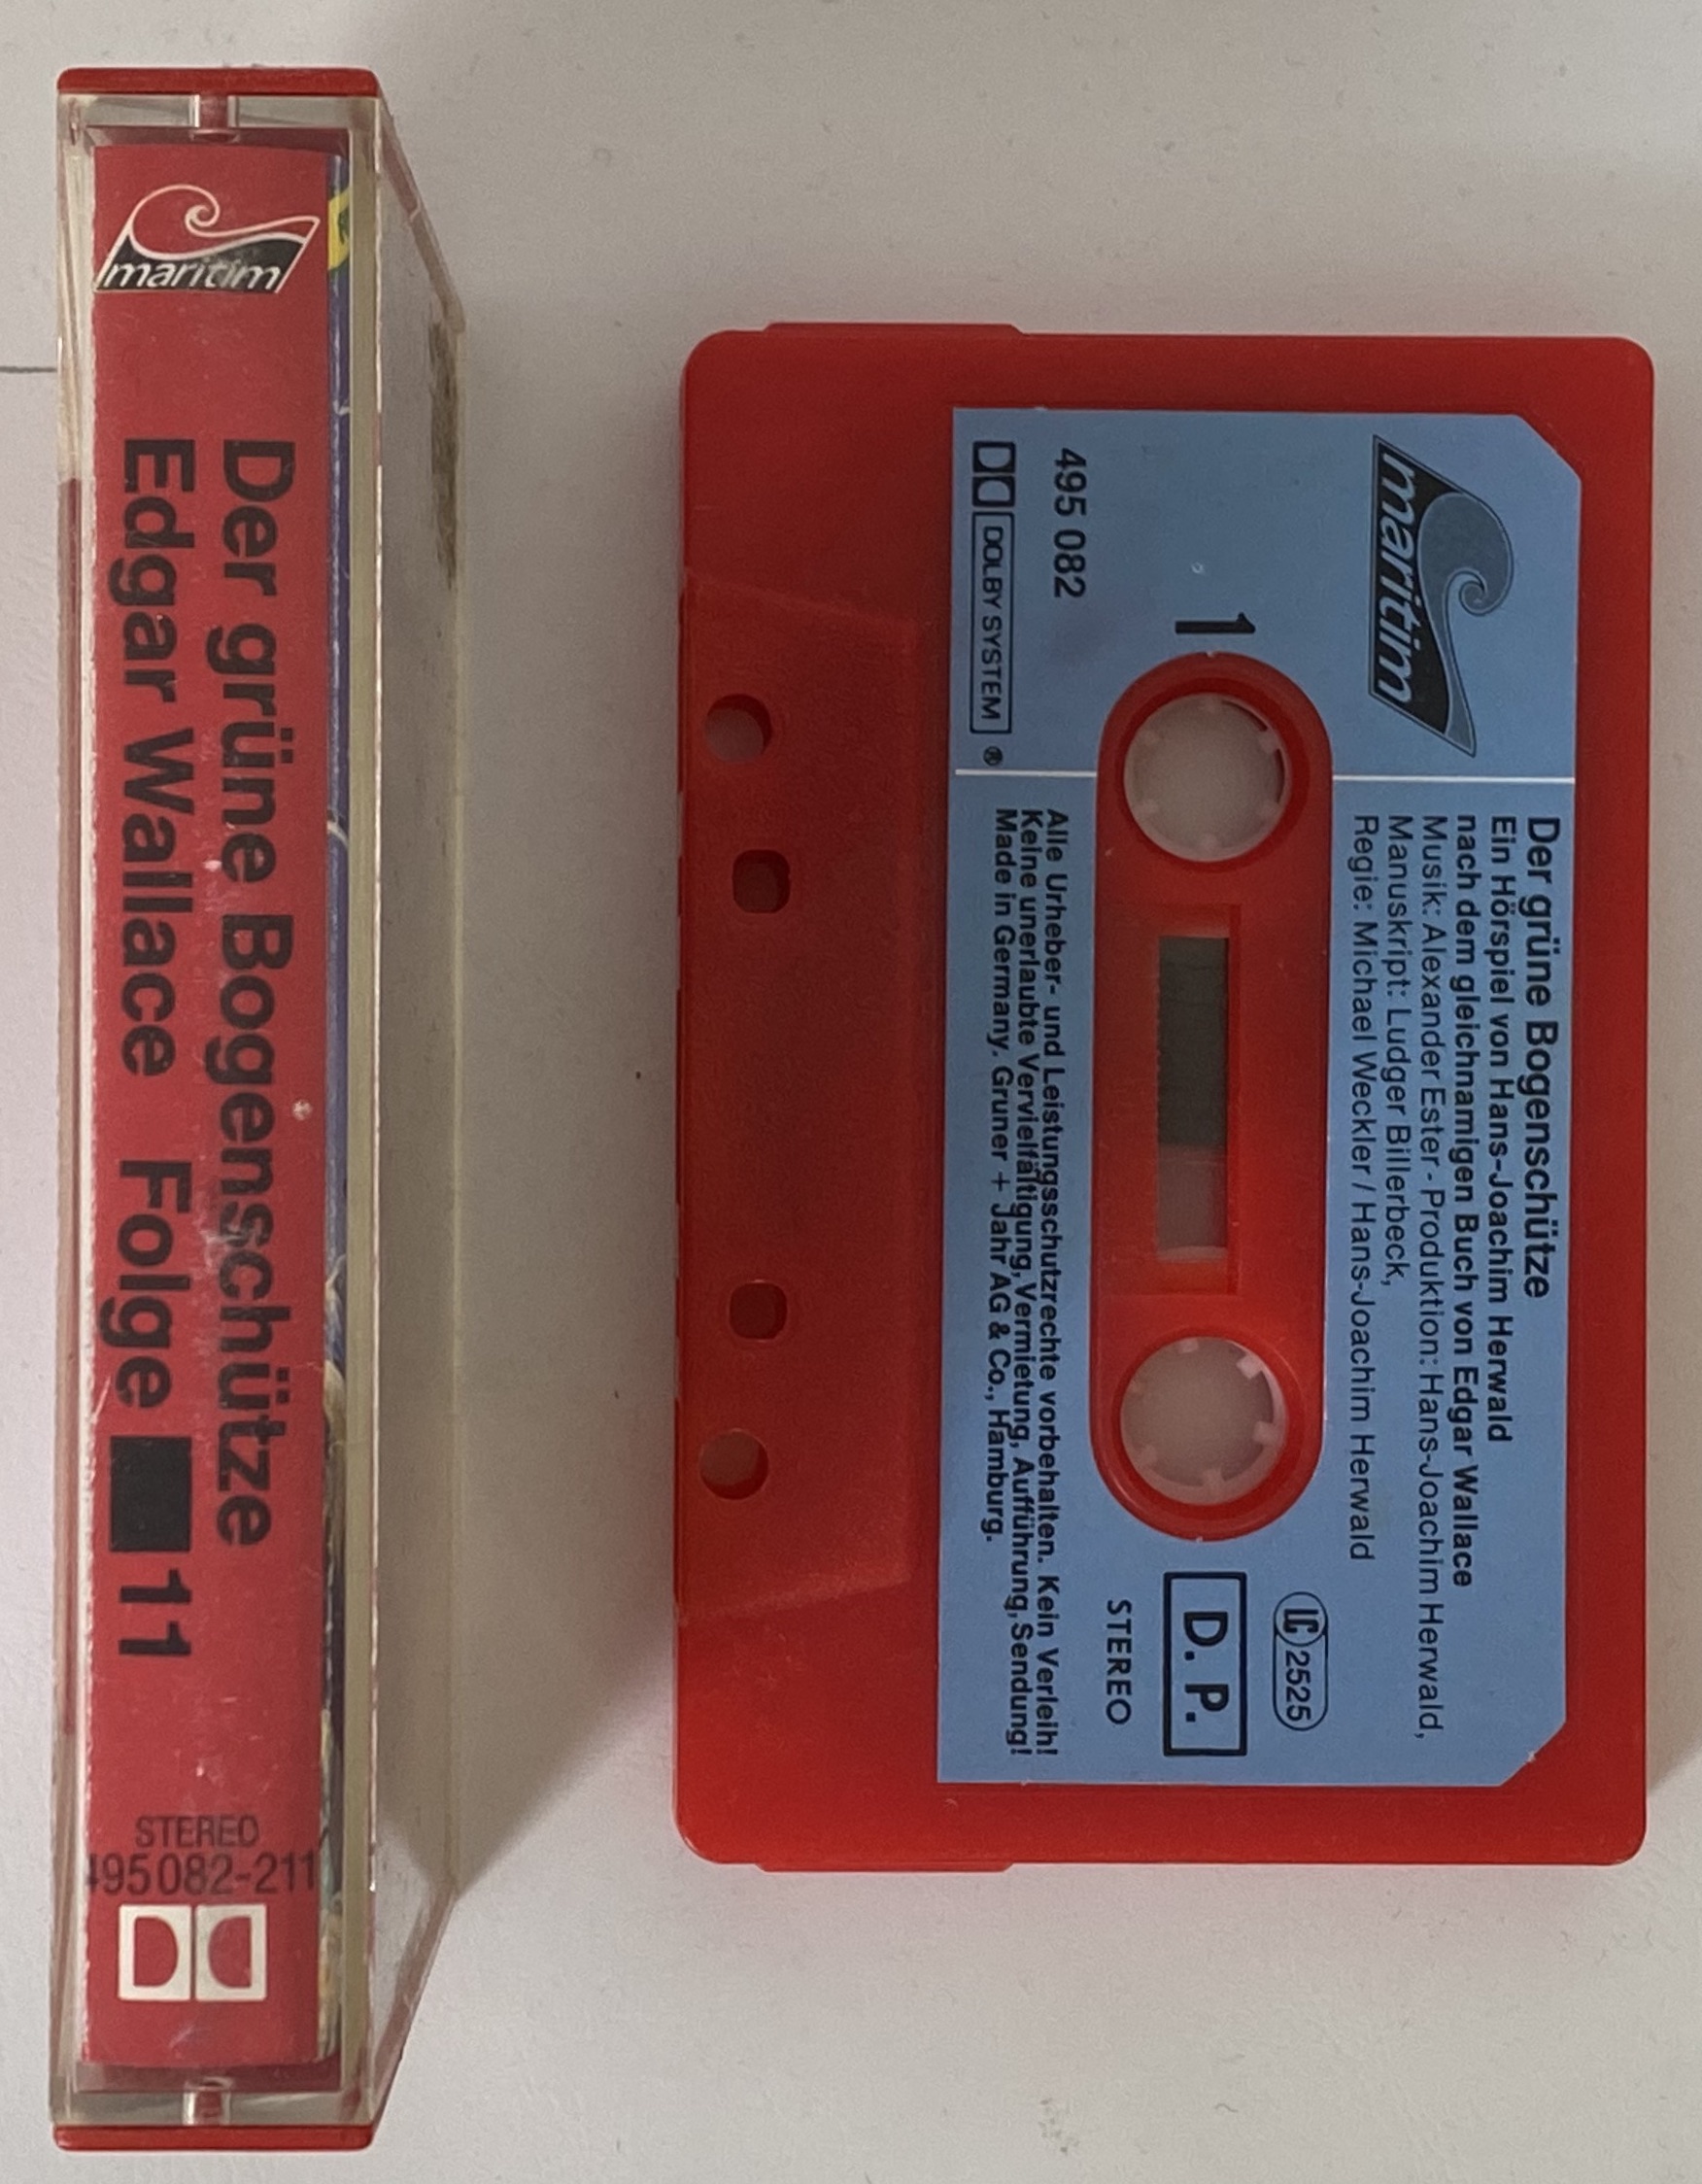 maritim
Der grüne Bogenschütze
Edgar Wallace Folge 11
STEREO
495082-211
maritim
1
495 082
DOLBY SYSTEM ®
Der grüne Bogenschütze
Ein Hörspiel von Hans-Joachim Herwald
nach dem gleichnamigen Buch von Edgar Wallace
Musik: Alexander Ester - Produktion: Hans-Joachim Herwald,
Manuskript: Ludger Billerbeck,
Regie: Michael Weckler / Hans-Joachim Herwald
LC 2525
D. P.
STEREO
Alle Urheber- und Leistungsschutzrechte vorbehalten. Kein Verleih!
Keine unerlaubte Vervielfältigung, Vermietung, Aufführung, Sendung!
Made in Germany. Gruner + Jahr AG & Co., Hamburg.